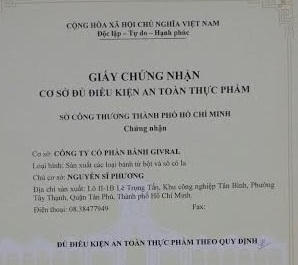 CỘNG HÒA XÃ HỘI CHỦ NGHĨA VIỆT NAM
Độc lập – Tự do – Hạnh phúc
GIẤY CHỨNG NHẬN
CƠ SỞ ĐỦ ĐIỀU KIỆN AN TOÀN THỰC PHẨM
SỞ CÔNG THƯƠNG THÀNH PHỐ HỒ CHÍ MINH
Chứng nhận
Cơ sở: CÔNG TY CỔ PHẦN BÁNH GIVRAL
Loại hình: Sản xuất các loại bánh từ bột và sô cô la
Chủ cơ sở: NGUYỄN SĨ PHƯƠNG
Địa chỉ sản xuất: Lô II-1B Lê Trọng Tấn, Khu công nghiệp Tân Bình, Phường
Tây Thạnh, Quận Tân Phú, Thành phố Hồ Chí Minh.
Điện thoại: 08.38477949 Fax:
ĐỦ ĐIỀU KIỆN AN TOÀN THỰC PHẨM THEO QUY ĐỊNH